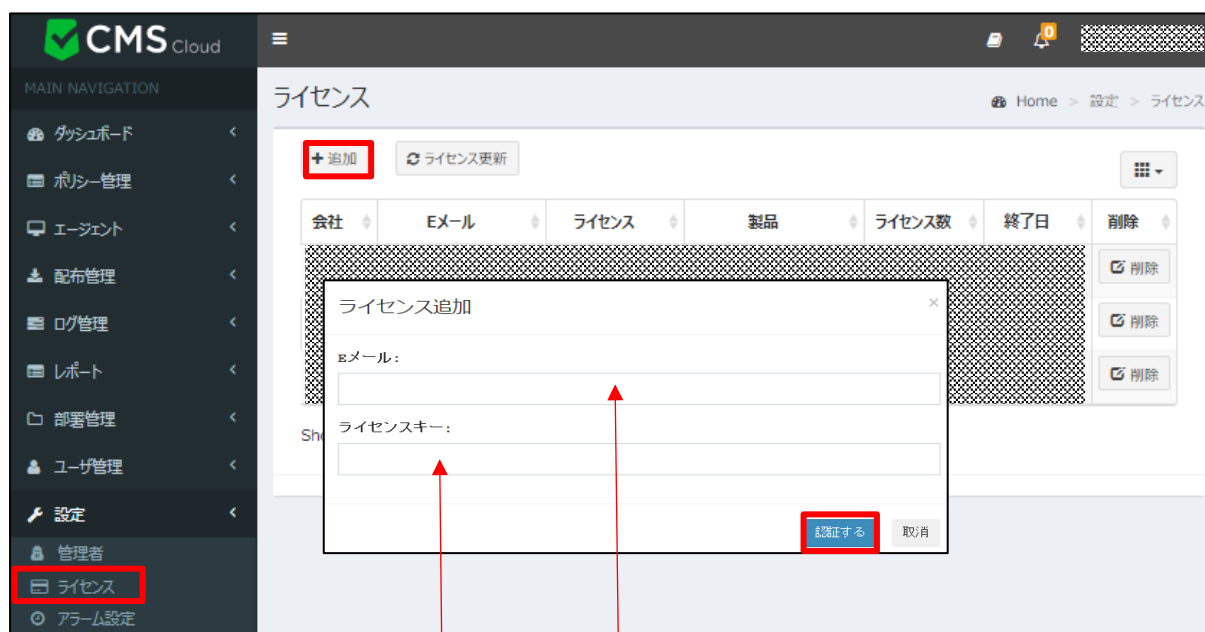 CMS Cloud
0
MAIN NAVIGATION
ライセンス
Home > 設定 > ライセンス
ダッシュボード
追加
ライセンス更新
ポリシー管理
会社 Eメール ライセンス 製品 ライセンス数 終了日 削除
エージェント
配布管理
削除
ライセンス追加
×
ログ管理
削除
Eメール:
レポート
削除
部署管理
ライセンスキー:
Sho
ユーザ管理
設定
認証する
取消
管理者
ライセンス
アラーム設定